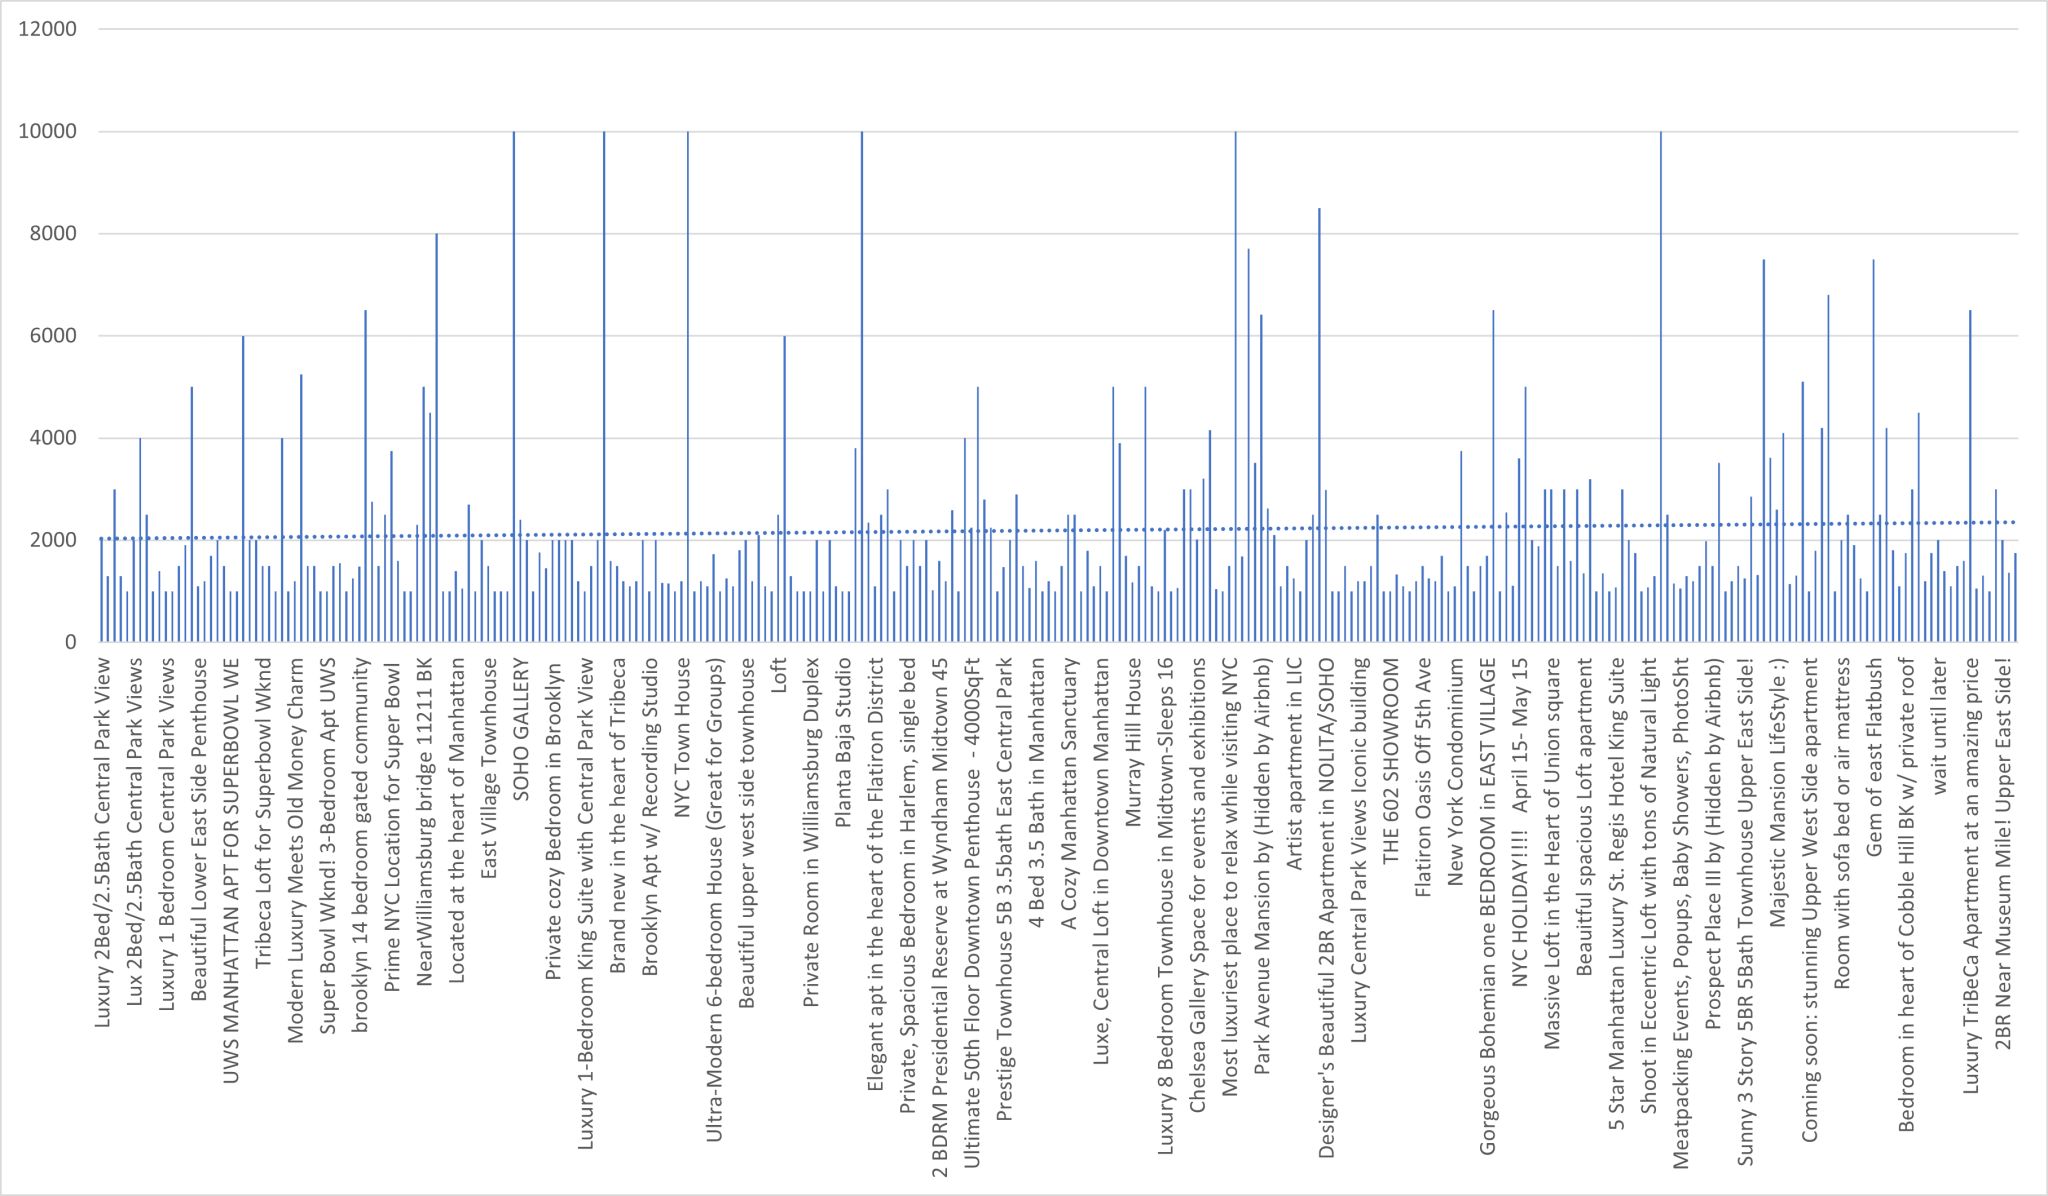 12000
10000
8000
6000
4000
2000
0
Luxury 2Bed/2.5Bath Central Park View
Lux 2Bed/2.5Bath Central Park Views
Luxury 1 Bedroom Central Park Views
Beautiful Lower East Side Penthouse
UWS MANHATTAN APT FOR SUPERBOWL WE
Tribeca Loft for Superbowl Wknd
Modern Luxury Meets Old Money Charm
Super Bowl Wknd! 3-Bedroom Apt UWS
brooklyn 14 bedroom gated community
Prime NYC Location for Super Bowl
NearWilliamsburg bridge 11211 BK
Located at the heart of Manhattan
East Village Townhouse
SOHO GALLERY
Private cozy Bedroom in Brooklyn
Luxury 1-Bedroom King Suite with Central Park View
Brand new in the heart of Tribeca
Brooklyn Apt w/ Recording Studio
NYC Town House
Ultra-Modern 6-bedroom House (Great for Groups)
Beautiful upper west side townhouse
Loft
Private Room in Williamsburg Duplex
Planta Baja Studio
Elegant apt in the heart of the Flatiron District
Private, Spacious Bedroom in Harlem, single bed
2 BDRM Presidential Reserve at Wyndham Midtown 45
Ultimate 50th Floor Downtown Penthouse - 4000SqFt
Prestige Townhouse 5B 3.5bath East Central Park
4 Bed 3.5 Bath in Manhattan
A Cozy Manhattan Sanctuary
Luxe, Central Loft in Downtown Manhattan
Murray Hill House
Luxury 8 Bedroom Townhouse in Midtown-Sleeps 16
Chelsea Gallery Space for events and exhibitions
Most luxuriest place to relax while visiting NYC
Park Avenue Mansion by (Hidden by Airbnb)
Artist apartment in LIC
Designer's Beautiful 2BR Apartment in NOLITA/SOHO
Luxury Central Park Views Iconic building
THE 602 SHOWROOM
Flatiron Oasis Off 5th Ave
New York Condominium
Gorgeous Bohemian one BEDROOM in EAST VILLAGE
NYC HOLIDAY!!!! April 15- May 15
Massive Loft in the Heart of Union square
Beautiful spacious Loft apartment
5 Star Manhattan Luxury St. Regis Hotel King Suite
Shoot in Eccentric Loft with tons of Natural Light
Meatpacking Events, Popups, Baby Showers, PhotoSht
Prospect Place III by (Hidden by Airbnb)
Sunny 3 Story 5BR 5Bath Townhouse Upper East Side!
Majestic Mansion LifeStyle :)
Coming soon: stunning Upper West Side apartment
Room with sofa bed or air mattress
Gem of east Flatbush
Bedroom in heart of Cobble Hill BK w/ private roof
wait until later
Luxury TriBeCa Apartment at an amazing price
2BR Near Museum Mile! Upper East Side!